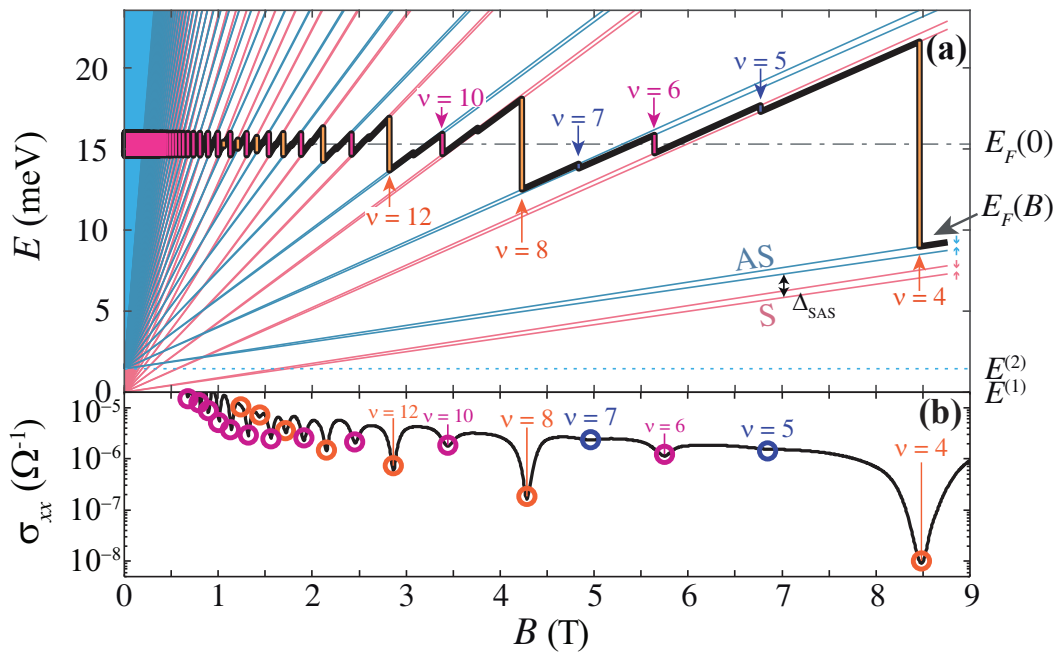 (a)
E (meV)
20
15
10
5
0
ν = 10
ν = 12
ν = 8
ν = 7
ν = 6
ν = 5
ν = 4
AS
S
Δ_SAS
E_F(0)
E_F(B)
E^(2)
E^(1)
(b)
σ_xx (Ω^-1)
10^-5
10^-6
10^-7
10^-8
ν = 12
ν = 10
ν = 8
ν = 7
ν = 6
ν = 5
ν = 4
0 1 2 3 4 5 6 7 8 9
B (T)